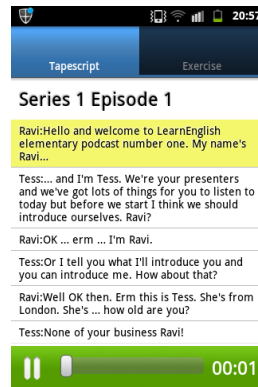 20:57
Tapescript
Exercise
Series 1 Episode 1
Ravi:Hello and welcome to LearnEnglish
elementary podcast number one. My name's
Ravi...
Tess:... and I'm Tess. We're your presenters
and we've got lots of things for you to listen to
today but before we start I think we should
introduce ourselves. Ravi?
Ravi:OK ... erm ... I'm Ravi.
Tess:Or I tell you what I'll introduce you and
you can introduce me. How about that?
Ravi:Well OK then. Erm this is Tess. She's from
London. She's ... how old are you?
Tess:None of your business Ravi!
00:01